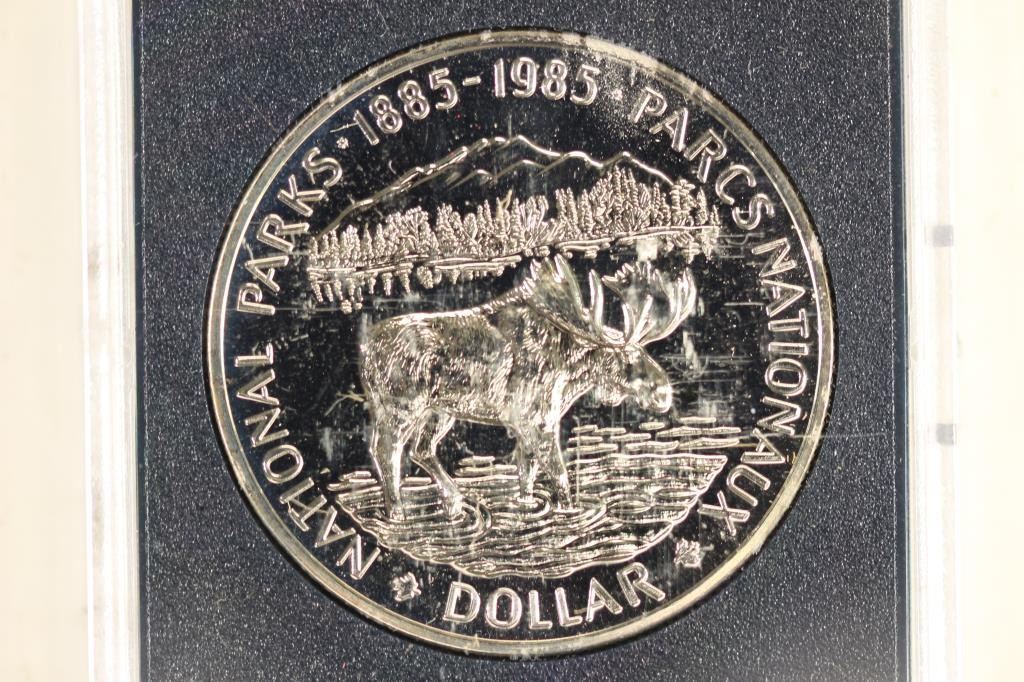 NATIONAL PARKS · 1885-1985 · PARCS NATIONAUX
DOLLAR